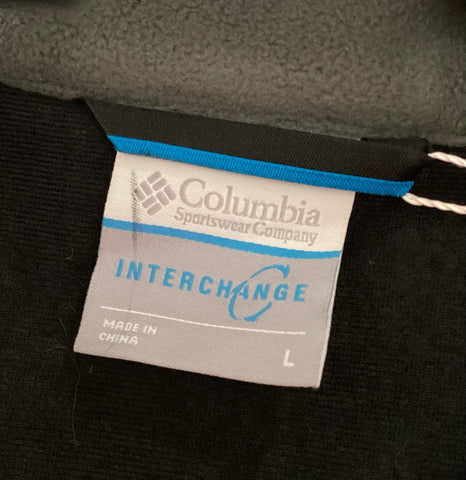 Columbia
Sportswear Company
INTERCHANGE
MADE IN
CHINA
L